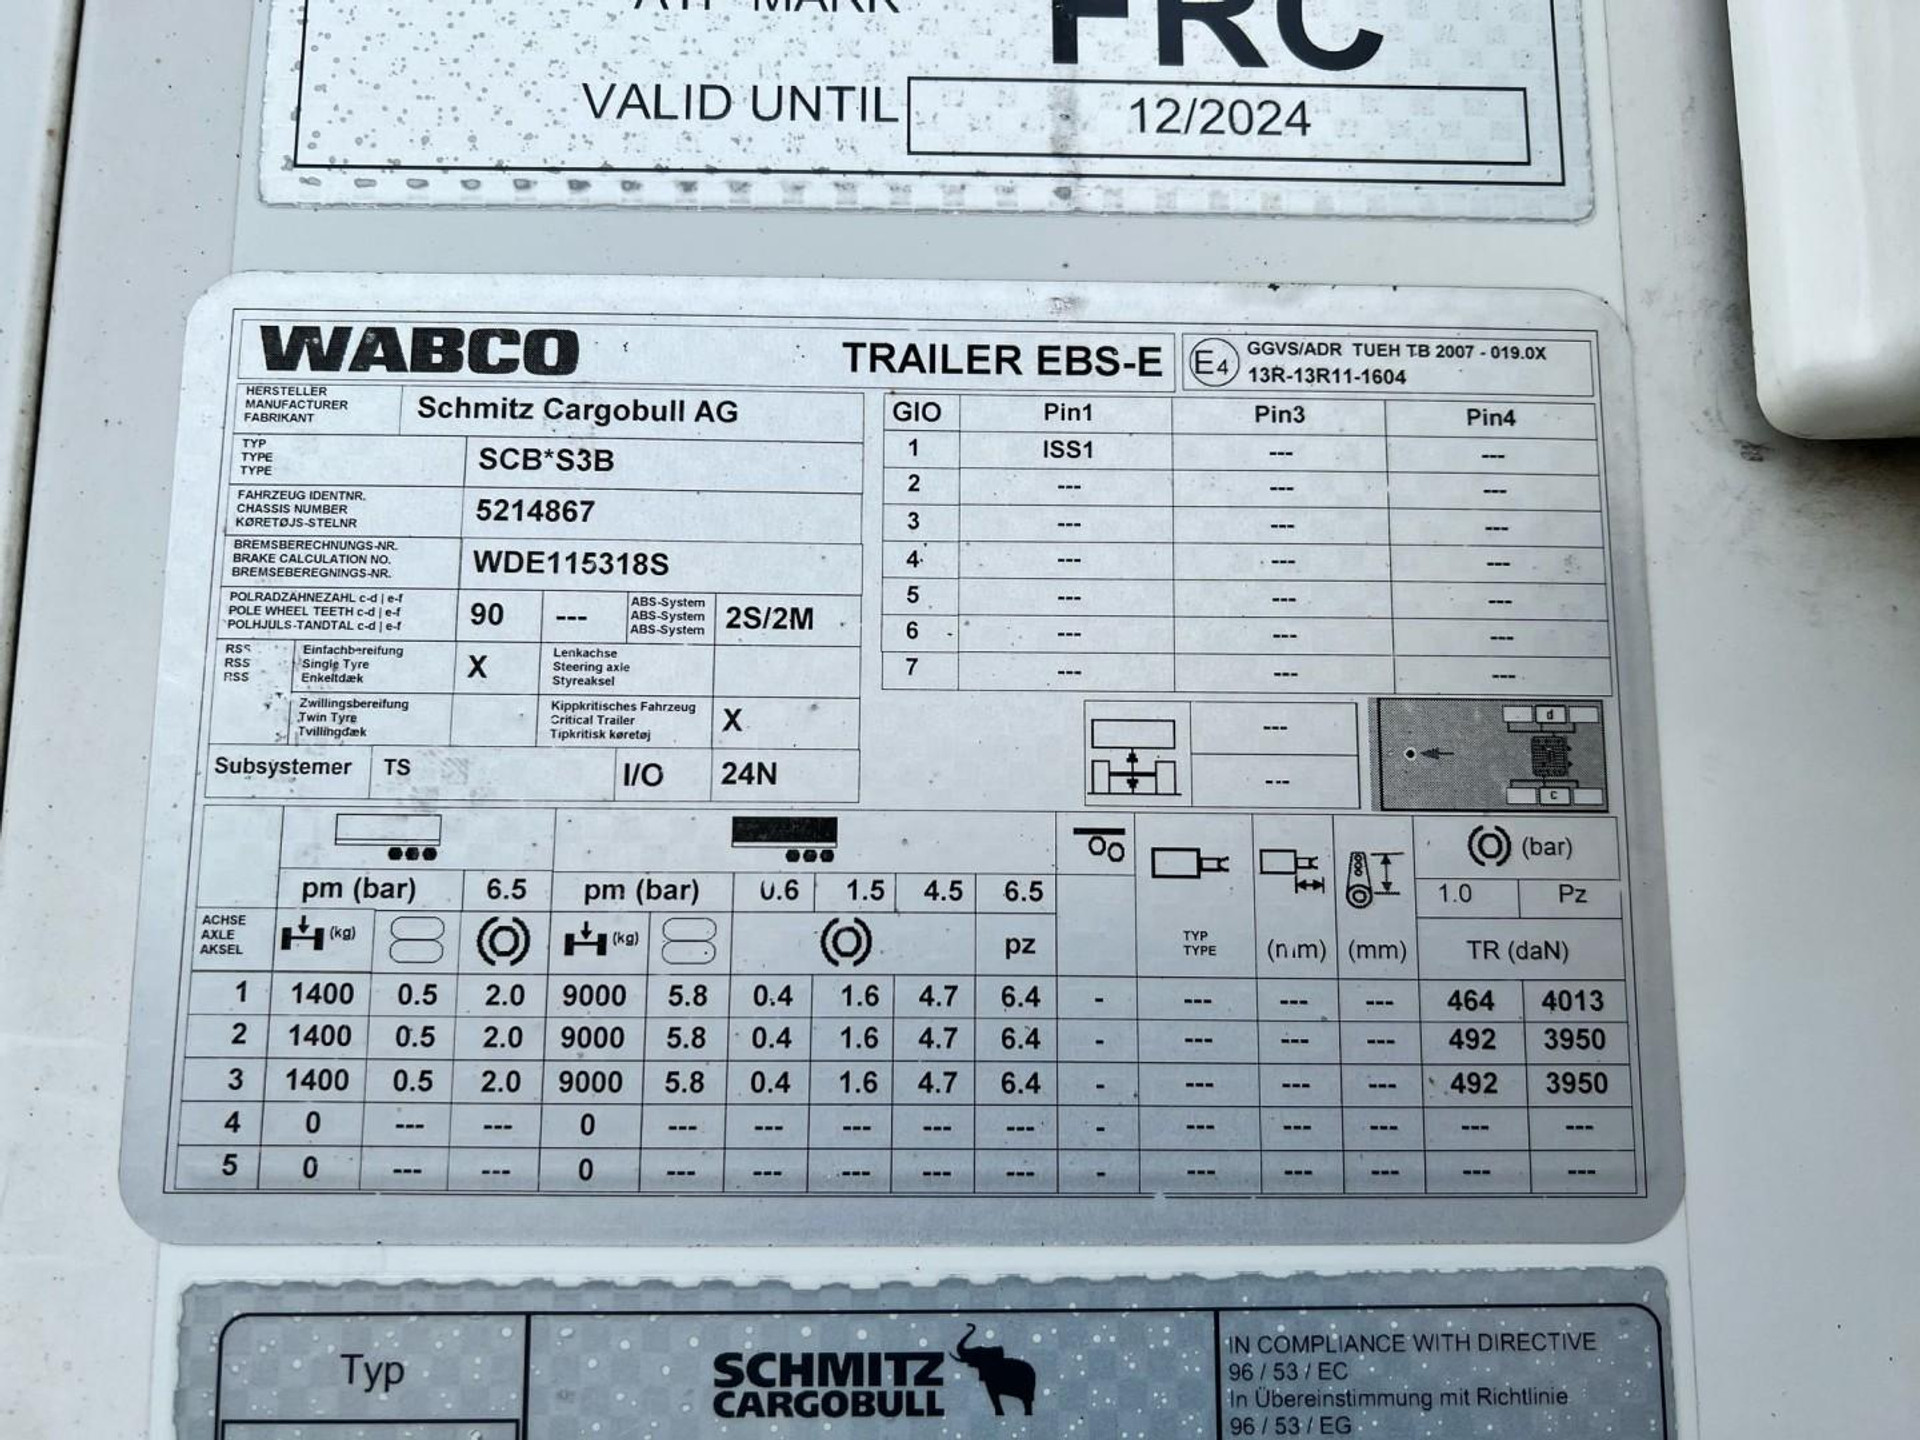 ATP MARK FRC
VALID UNTIL 12/2024
WABCO TRAILER EBS-E E4 GGVS/ADR TUEH TB 2007 - 019.0X
13R-13R11-1604
HERSTELLER
MANUFACTURER
FABRIKANT
Schmitz Cargobull AG
TYP
TYPE
TYPE
SCB*S3B
FAHRZEUG IDENTNR.
CHASSIS NUMBER
KØRETØJS-STELNR
5214867
BREMSBERECHNUNGS-NR.
BRAKE CALCULATION NO.
BREMSEBEREGNINGS-NR.
WDE115318S
POLRADZÄHNEZAHL c-d | e-f
POLE WHEEL TEETH c-d | e-f
POLHJULS-TANDTAL c-d | e-f
90 ---
ABS-System
ABS-System
ABS-System
2S/2M
RSS
RSS
RSS
Einfachbereifung
Single Tyre
Enkeltdæk
X
Lenkachse
Steering axle
Styreaksel
Zwillingsbereifung
Twin Tyre
Tvillingdæk
Kippkritisches Fahrzeug
Critical Trailer
Tipkritisk køretøj
X
Subsystemer TS I/O 24N
GIO Pin1 Pin3 Pin4
1 ISS1 --- ---
2 --- --- ---
3 --- --- ---
4 --- --- ---
5 --- --- ---
6 --- --- ---
7 --- --- ---
---
---
d
c
pm (bar) 6.5 pm (bar) 0.6 1.5 4.5 6.5 (bar)
1.0 Pz
ACHSE
AXLE
AKSEL
(kg) (kg) pz
TYP
TYPE
(mm) (mm) TR (daN)
1 1400 0.5 2.0 9000 5.8 0.4 1.6 4.7 6.4 - --- --- --- 464 4013
2 1400 0.5 2.0 9000 5.8 0.4 1.6 4.7 6.4 - --- --- --- 492 3950
3 1400 0.5 2.0 9000 5.8 0.4 1.6 4.7 6.4 - --- --- --- 492 3950
4 0 --- --- 0 --- --- --- --- --- - --- --- --- --- ---
5 0 --- --- 0 --- --- --- --- --- - --- --- --- --- ---
Typ
SCHMITZ
CARGOBULL
IN COMPLIANCE WITH DIRECTIVE
96 / 53 / EC
In Übereinstimmung mit Richtlinie
96 / 53 / EG